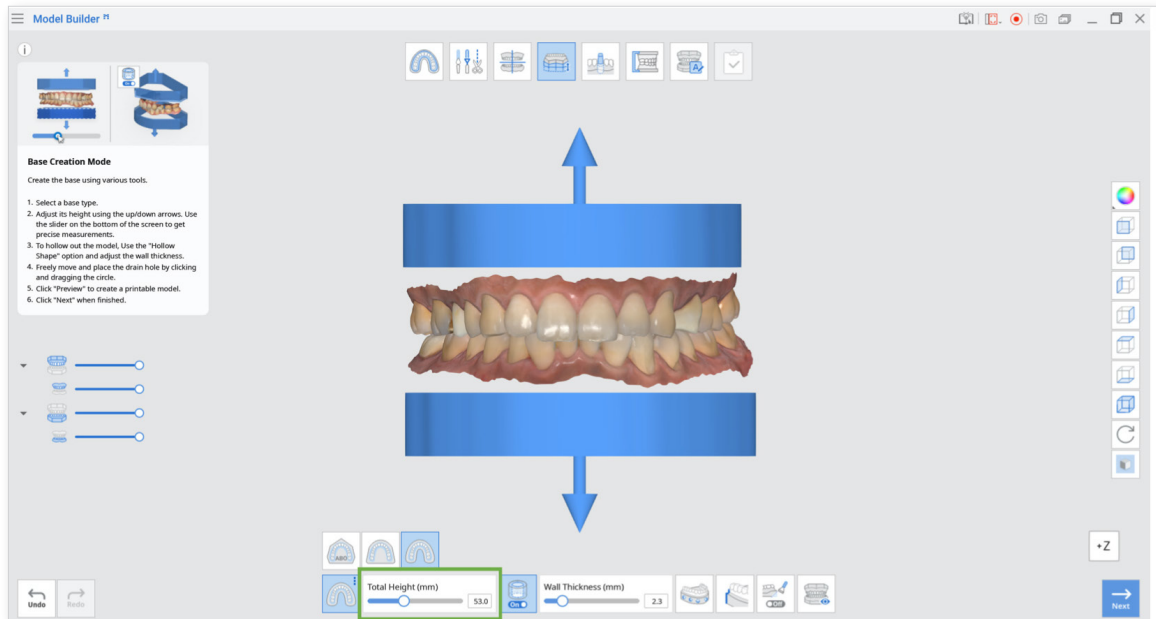 Model Builder
Base Creation Mode
Create the base using various tools.
1. Select a base type.
2. Adjust its height using the up/down arrows. Use
the slider on the bottom of the screen to get
precise measurements.
3. To hollow out the model, Use the "Hollow
Shape" option and adjust the wall thickness.
4. Freely move and place the drain hole by clicking
and dragging the circle.
5. Click "Preview" to create a printable model.
6. Click "Next" when finished.
+Z
ABO
Undo
Redo
Total Height (mm)
53.0
On
Wall Thickness (mm)
2.3
Off
Next